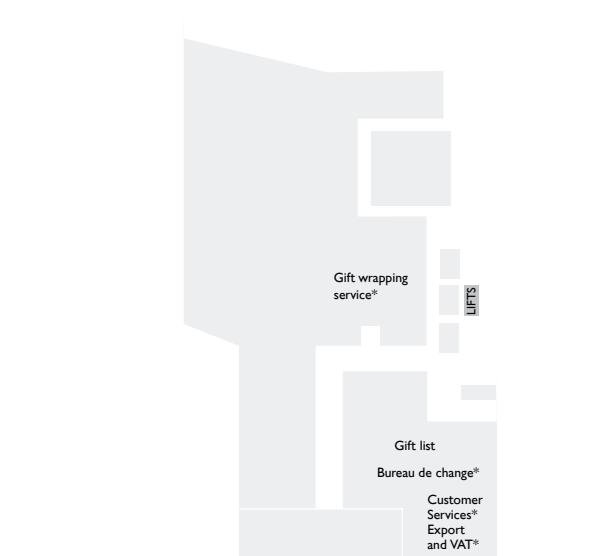 Gift wrapping
service*
LIFTS
Gift list
Bureau de change*
Customer
Services*
Export
and VAT*